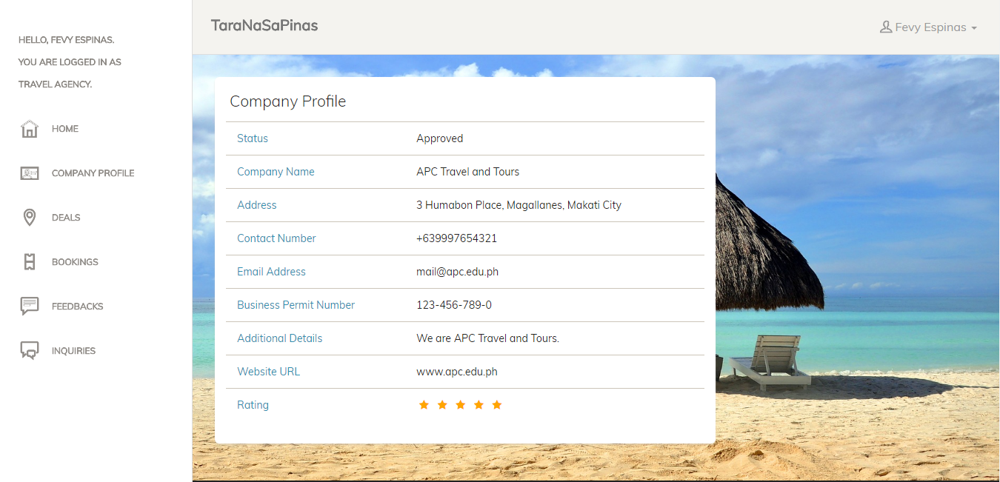 HELLO, FEVY ESPINAS.
YOU ARE LOGGED IN AS
TRAVEL AGENCY.
HOME
COMPANY PROFILE
DEALS
BOOKINGS
FEEDBACKS
INQUIRIES
TaraNaSaPinas
Fevy Espinas
Company Profile
Status Approved
Company Name APC Travel and Tours
Address 3 Humabon Place, Magallanes, Makati City
Contact Number +639997654321
Email Address mail@apc.edu.ph
Business Permit Number 123-456-789-0
Additional Details We are APC Travel and Tours.
Website URL www.apc.edu.ph
Rating